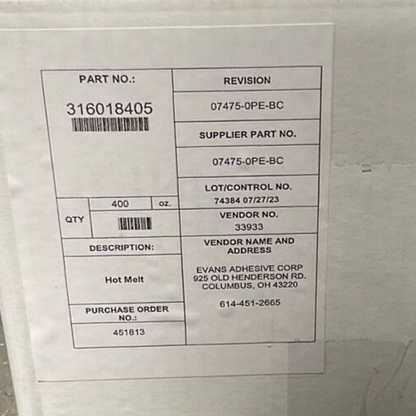 PART NO.:
316018405
REVISION
07475-0PE-BC
SUPPLIER PART NO.
07475-0PE-BC
LOT/CONTROL NO.
74384 07/27/23
QTY
400 oz.
VENDOR NO.
33933
DESCRIPTION:
Hot Melt
VENDOR NAME AND
ADDRESS
EVANS ADHESIVE CORP
925 OLD HENDERSON RD.
COLUMBUS, OH 43220
614-451-2665
PURCHASE ORDER
NO.:
451813